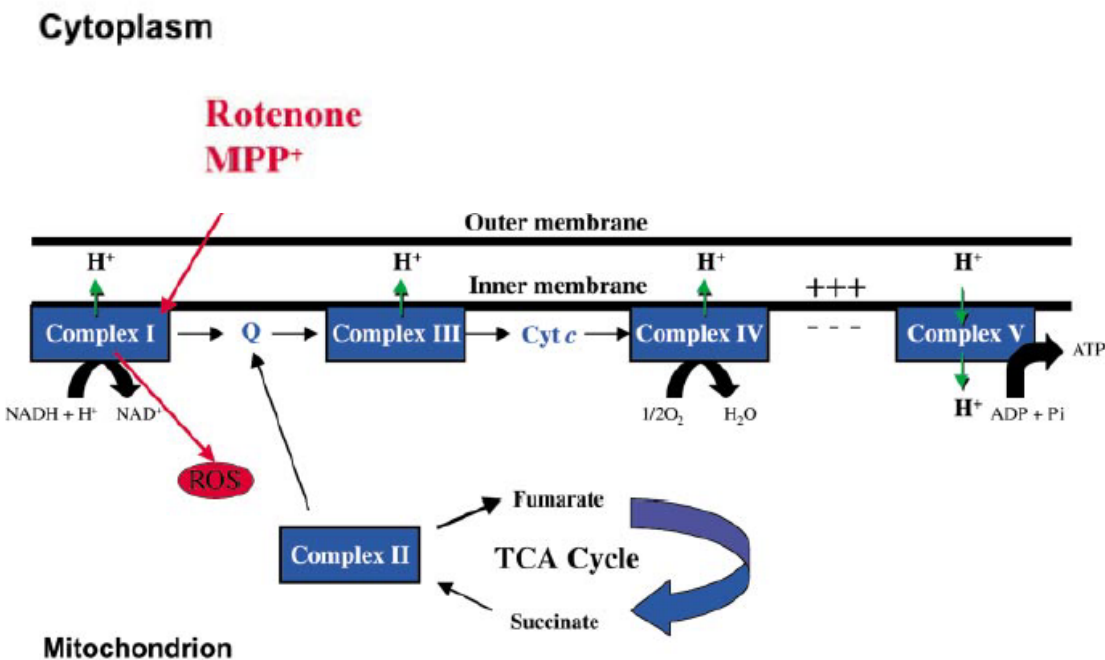 Cytoplasm
Rotenone
MPP⁺
Outer membrane
H⁺ H⁺ H⁺ H⁺
Inner membrane +++
Complex I Q Complex III Cyt c Complex IV - - - Complex V
ATP
NADH + H⁺ NAD⁺ 1/2O₂ H₂O H⁺ ADP + Pi
ROS
Fumarate
Complex II TCA Cycle
Succinate
Mitochondrion